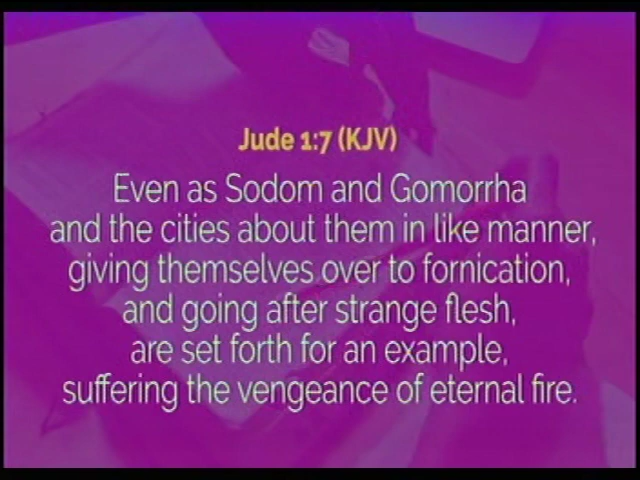 Jude 1:7 (KJV)
Even as Sodom and Gomorrha
and the cities about them in like manner,
giving themselves over to fornication,
and going after strange flesh,
are set forth for an example,
suffering the vengeance of eternal fire.